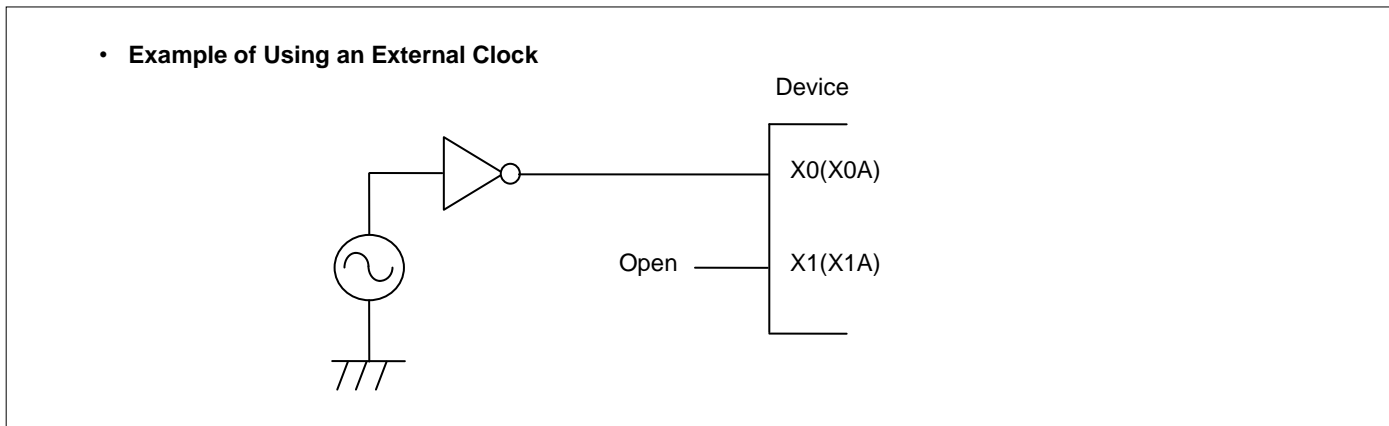 • Example of Using an External Clock
Device
X0(X0A)
Open X1(X1A)